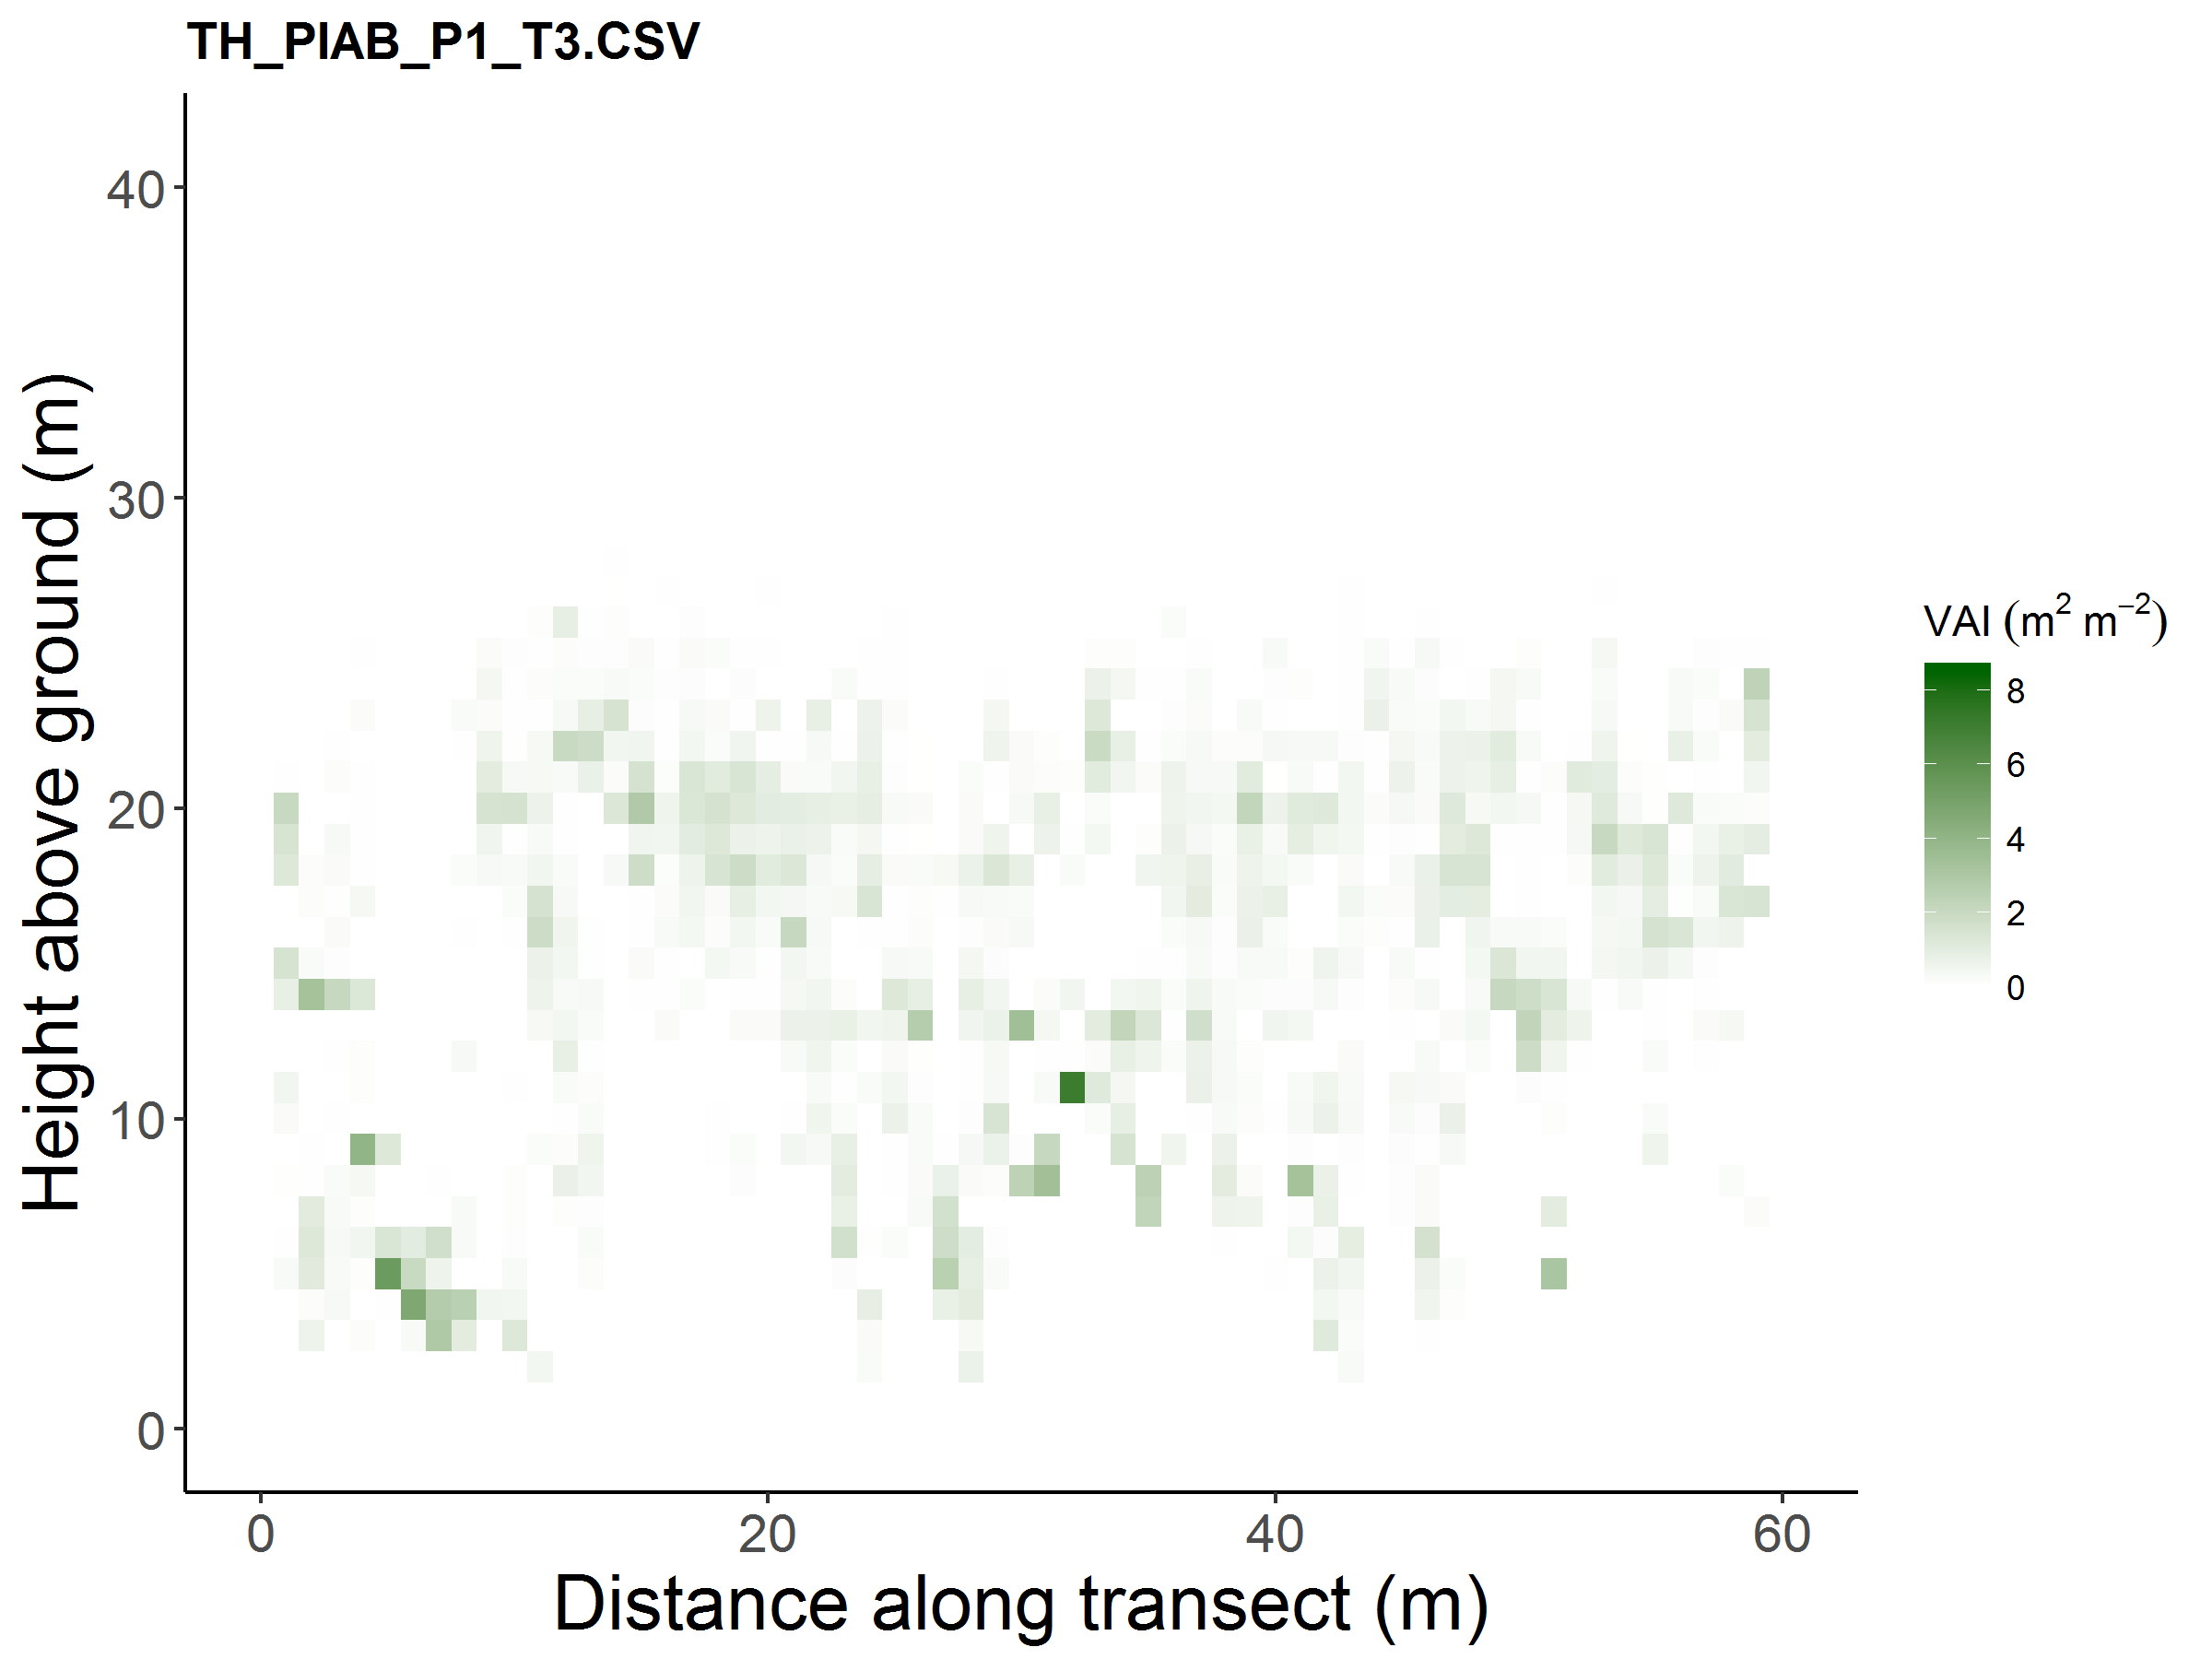 TH_PIAB_P1_T3.CSV
Height above ground (m)
40
30
20
10
0
0 20 40 60
Distance along transect (m)
VAI (m² m⁻²)
8
6
4
2
0